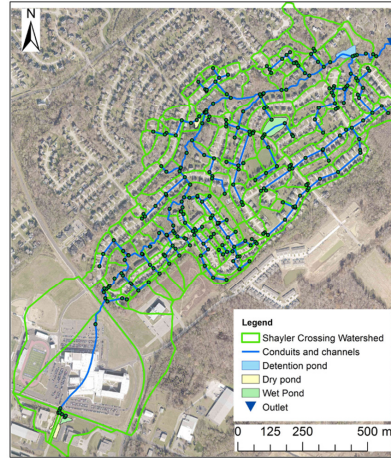 N
Legend
Shayler Crossing Watershed
Conduits and channels
Detention pond
Dry pond
Wet Pond
Outlet
0 125 250 500 m